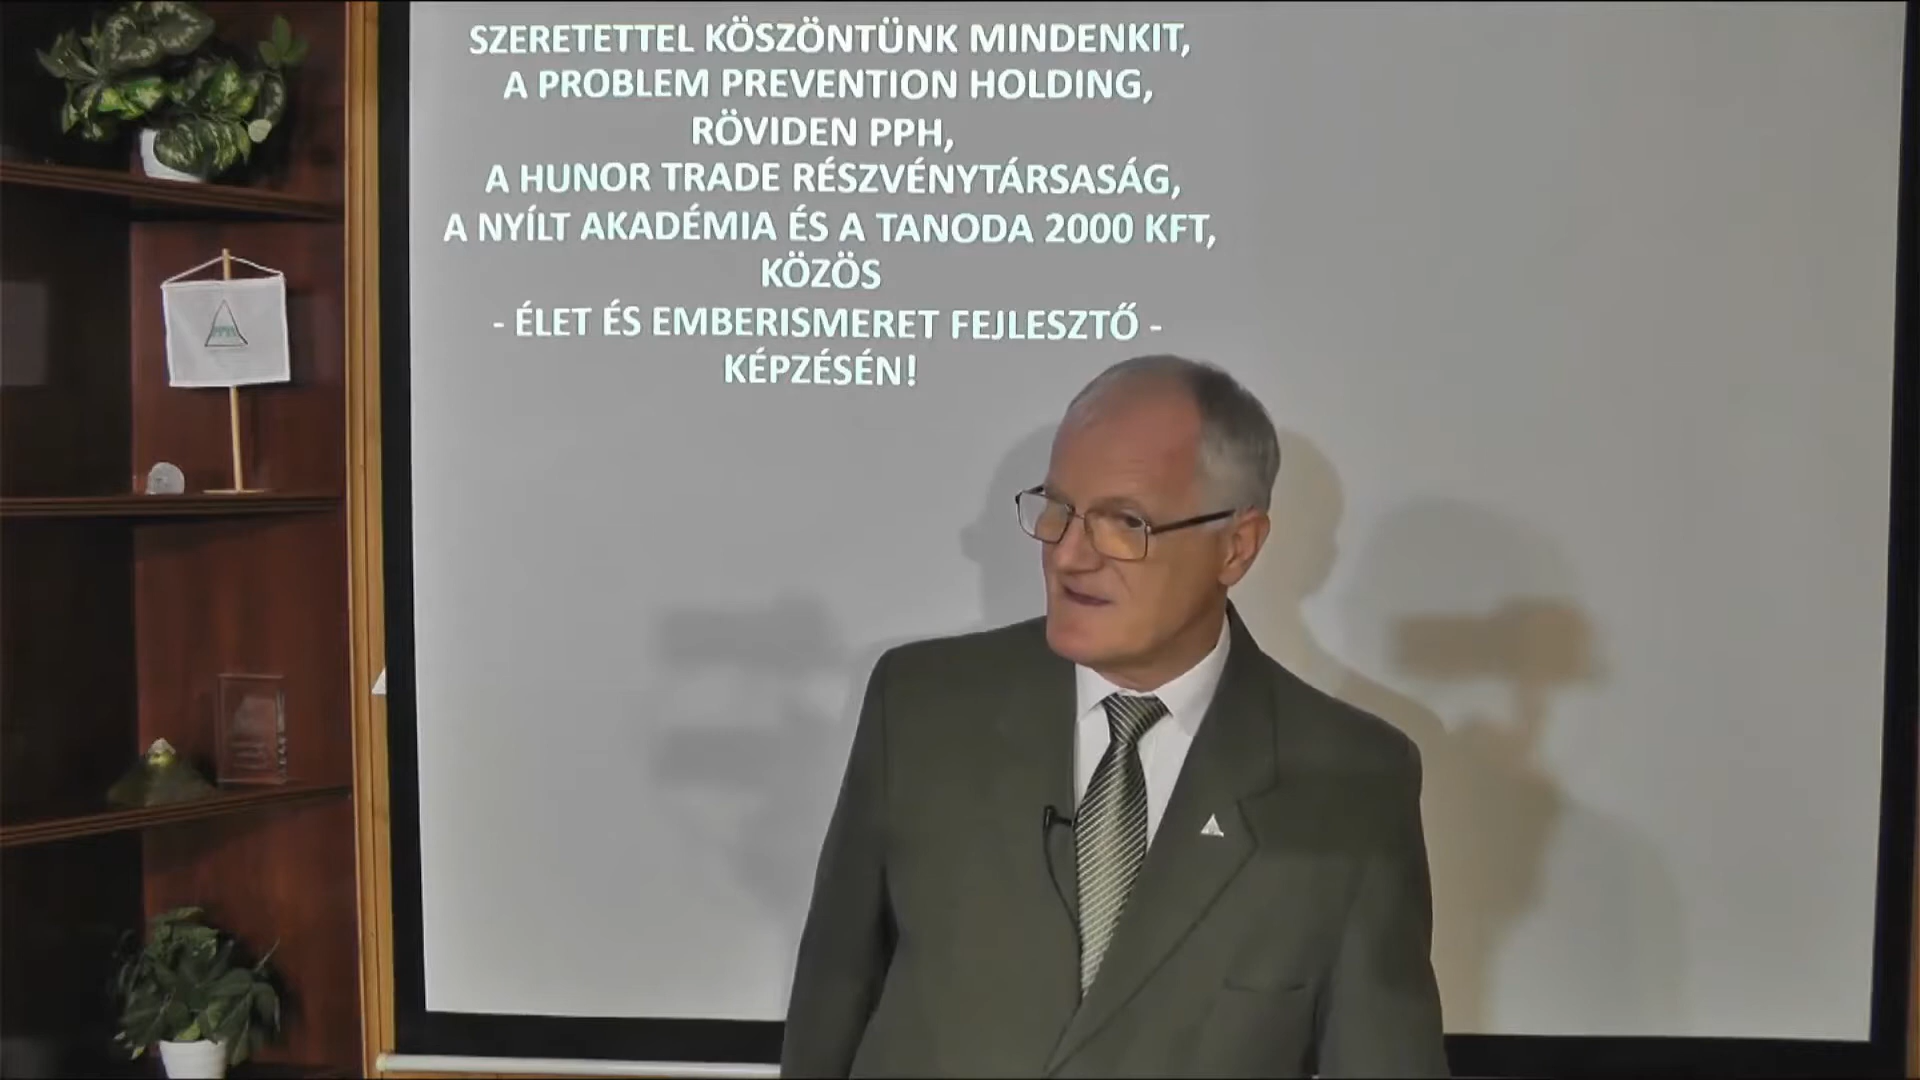 SZERETETTEL KÖSZÖNTÜNK MINDENKIT,
A PROBLEM PREVENTION HOLDING,
RÖVIDEN PPH,
A HUNOR TRADE RÉSZVÉNYTÁRSASÁG,
A NYÍLT AKADÉMIA ÉS A TANODA 2000 KFT,
KÖZÖS
- ÉLET ÉS EMBERISMERET FEJLESZTŐ -
KÉPZÉSÉN!